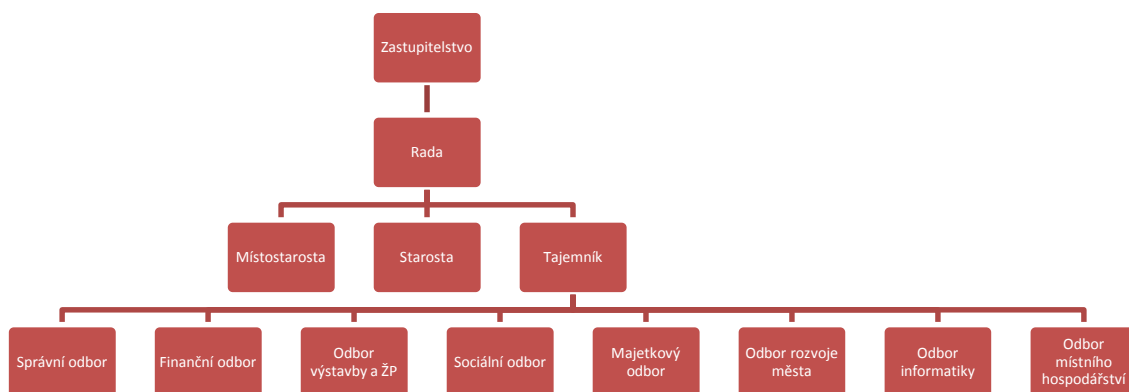 Zastupitelstvo
Rada
Místostarosta
Starosta
Tajemník
Správní odbor
Finanční odbor
Odbor
výstavby a ŽP
Sociální odbor
Majetkový
odbor
Odbor rozvoje
města
Odbor
informatiky
Odbor
místního
hospodářství